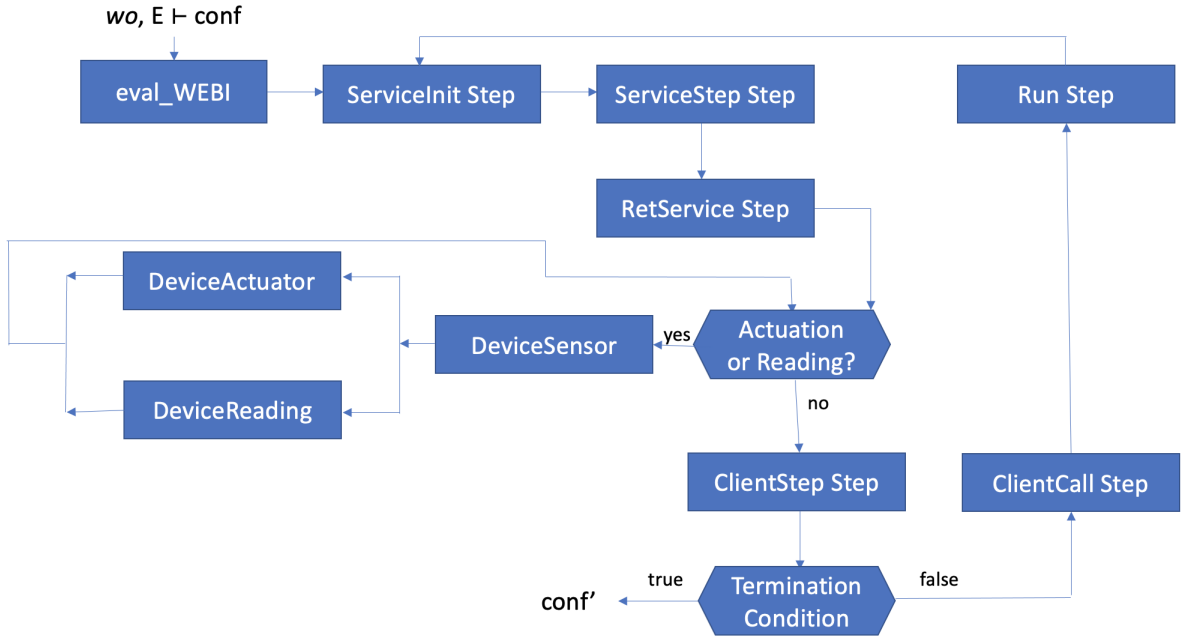 wo, E ⊢ conf
eval_WEBI
ServiceInit Step
ServiceStep Step
Run Step
RetService Step
DeviceActuator
DeviceSensor
yes
Actuation
or Reading?
DeviceReading
no
ClientStep Step
ClientCall Step
conf’
true
Termination
Condition
false